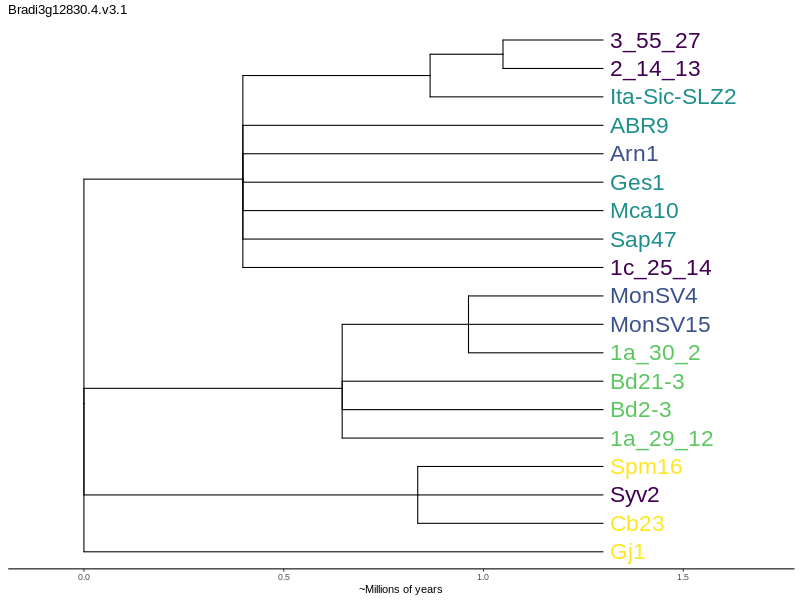 Bradi3g12830.4.v3.1
3_55_27
2_14_13
Ita-Sic-SLZ2
ABR9
Arn1
Ges1
Mca10
Sap47
1c_25_14
MonSV4
MonSV15
1a_30_2
Bd21-3
Bd2-3
1a_29_12
Spm16
Syv2
Cb23
Gj1
0.0 0.5 1.0 1.5
~Millions of years